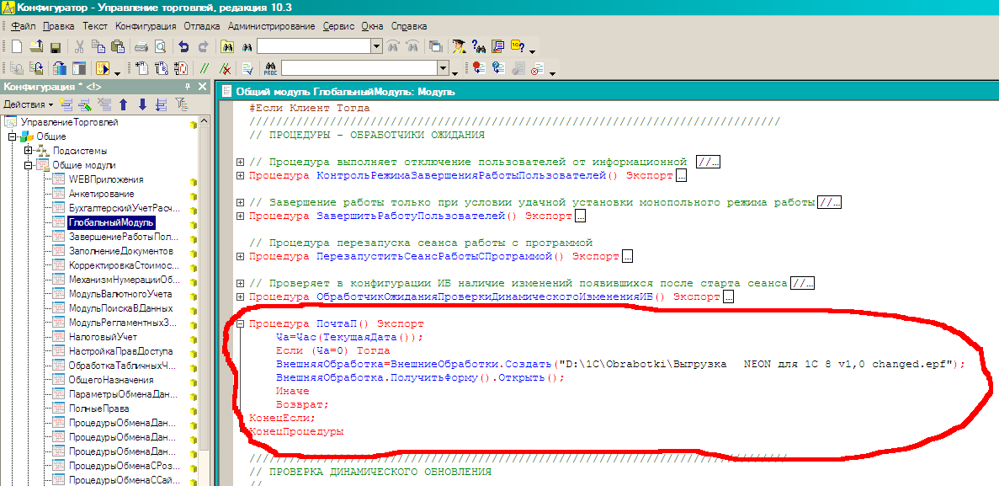 Конфигуратор - Управление торговлей, редакция 10.3
Файл Правка Текст Конфигурация Отладка Администрирование Сервис Окна Справка
Конфигурация * <!>
Действия
УправлениеТорговлей
Общие
Подсистемы
Общие модули
WEBПриложения
Анкетирование
БухгалтерскийУчетРасч...
ГлобальныйМодуль
ЗавершениеРаботыПол...
ЗаполнениеДокументов
КорректировкаСтоимос...
МеханизмНумерацииОб...
МодульВалютногоУчета
МодульПоискаВДанных
МодульРегламентныхЗ...
НалоговыйУчет
НастройкаПравДоступа
ОбработкаТабличныхЧ...
ОбщегоНазначения
ПараметрыОбменаДан...
ПолныеПрава
ПроцедурыОбменаДан...
ПроцедурыОбменаДан...
ПроцедурыОбменаДан...
ПроцедурыОбменаСРоз...
ПроцедурыОбменаССай...
Общий модуль ГлобальныйМодуль: Модуль
#Если Клиент Тогда
///////////////////////////////////////////////////////////////////////////////
// ПРОЦЕДУРЫ - ОБРАБОТЧИКИ ОЖИДАНИЯ
// Процедура выполняет отключение пользователей от информационной //...
Процедура КонтрольРежимаЗавершенияРаботыПользователей() Экспорт...
// Завершение работы только при условии удачной установки монопольного режима работы//...
Процедура ЗавершитьРаботуПользователей() Экспорт...
// Процедура перезапуска сеанса работы с программой
Процедура ПерезапуститьСеансРаботыСПрограммой() Экспорт...
// Проверяет в конфигурации ИБ наличие изменений появившихся после старта сеанса//...
Процедура ОбработчикОжиданияПроверкиДинамическогоИзмененияИБ() Экспорт...
Процедура ПочтаП() Экспорт
Ча=Час(ТекущаяДата());
Если (Ча=0) Тогда
ВнешняяОбработка=ВнешниеОбработки.Создать("D:\1C\Obrabotki\Выгрузка  NEON для 1С 8 v1,0 changed.epf");
ВнешняяОбработка.ПолучитьФорму().Открыть();
Иначе
Возврат;
КонецЕсли;
КонецПроцедуры
////////////////////////////////////////////////////////////////////////////////
// ПРОВЕРКА ДИНАМИЧЕСКОГО ОБНОВЛЕНИЯ
//